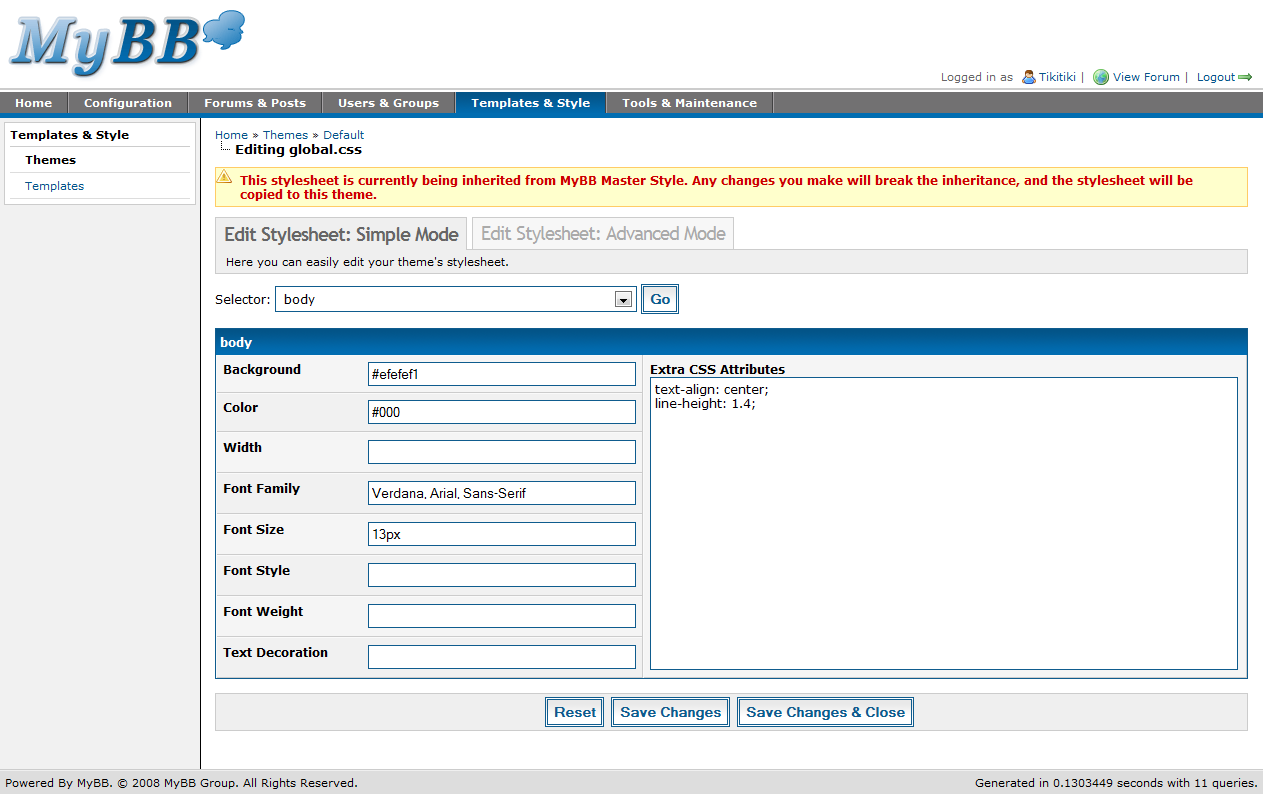 MyBB
Logged in as Tikitiki | View Forum | Logout
Home Configuration Forums & Posts Users & Groups Templates & Style Tools & Maintenance
Templates & Style
Themes
Templates
Home » Themes » Default
Editing global.css
This stylesheet is currently being inherited from MyBB Master Style. Any changes you make will break the inheritance, and the stylesheet will be
copied to this theme.
Edit Stylesheet: Simple Mode Edit Stylesheet: Advanced Mode
Here you can easily edit your theme's stylesheet.
Selector: body Go
body
Background #efefef1
Color #000
Width
Font Family Verdana, Arial, Sans-Serif
Font Size 13px
Font Style
Font Weight
Text Decoration
Extra CSS Attributes
text-align: center;
line-height: 1.4;
Reset Save Changes Save Changes & Close
Powered By MyBB. © 2008 MyBB Group. All Rights Reserved.
Generated in 0.1303449 seconds with 11 queries.